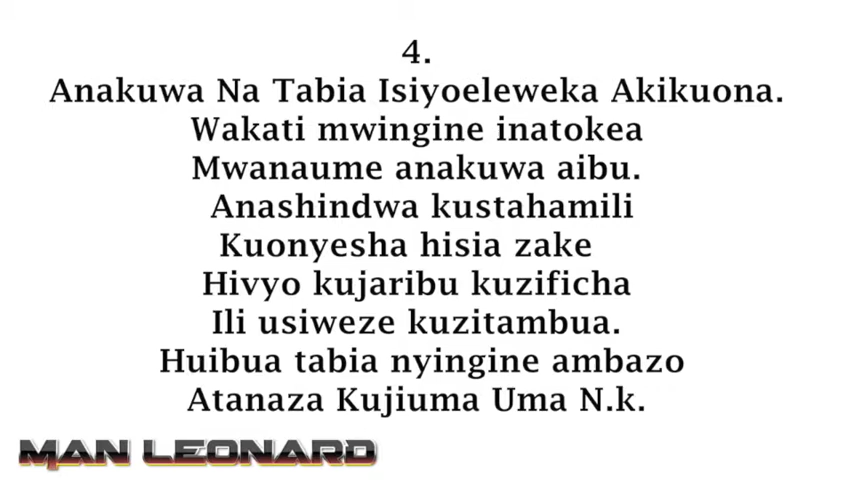 4.
Anakuwa Na Tabia Isiyoeleweka Akikuona.
Wakati mwingine inatokea
Mwanaume anakuwa aibu.
Anashindwa kustahamili
Kuonyesha hisia zake
Hivyo kujaribu kuzificha
Ili usiweze kuzitambua.
Huibua tabia nyingine ambazo
Atanaza Kujiuma Uma N.k.
MAN LEONARD